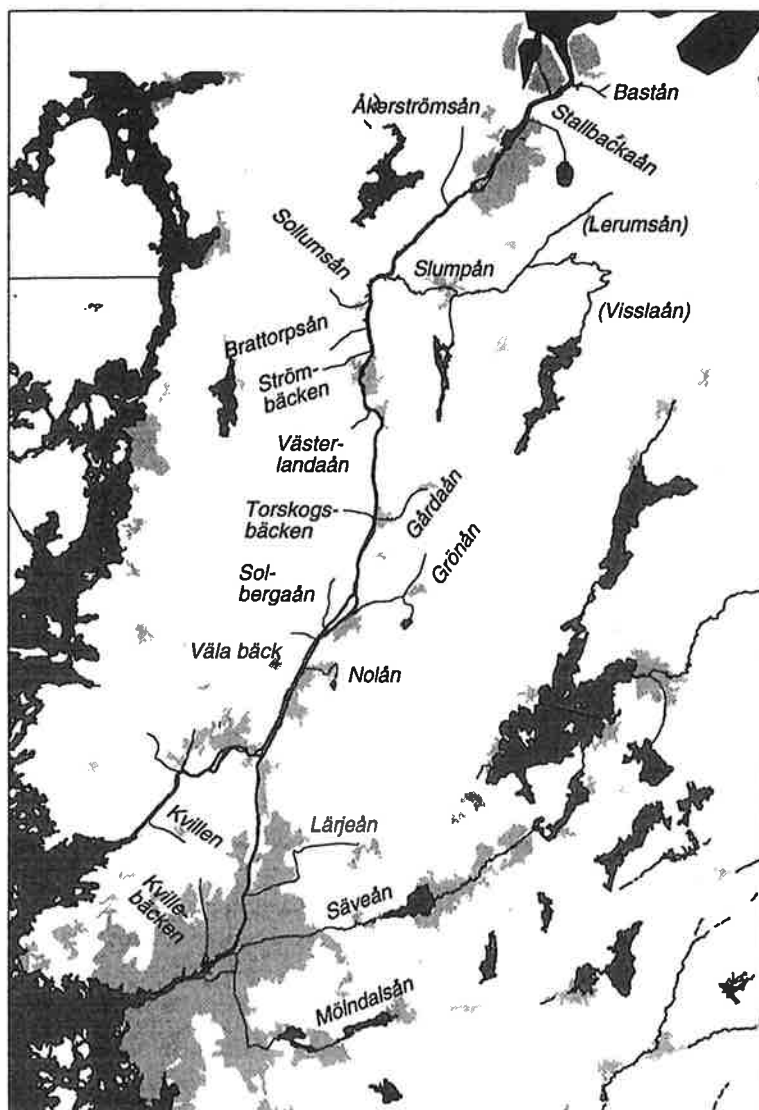 Bastån
Åkerströmsån
Stallbackaån
(Lerumsån)
Sollumsån
Slumpån
(Visslaån)
Brattorpsån
Ström-
bäcken
Väster-
landaån
Torskogs-
bäcken
Gårdaån
Grönån
Sol-
bergaån
Väla bäck
Nolån
Kvillen
Lärjeån
Kville-
bäcken
Säveån
Mölndalsån